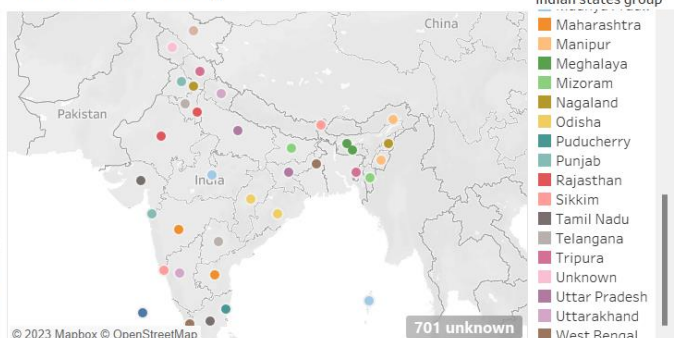 Indian states group
China
Pakistan
India
Maharashtra
Manipur
Meghalaya
Mizoram
Nagaland
Odisha
Puducherry
Punjab
Rajasthan
Sikkim
Tamil Nadu
Telangana
Tripura
Unknown
Uttar Pradesh
Uttarakhand
West Bengal
© 2023 Mapbox © OpenStreetMap
701 unknown